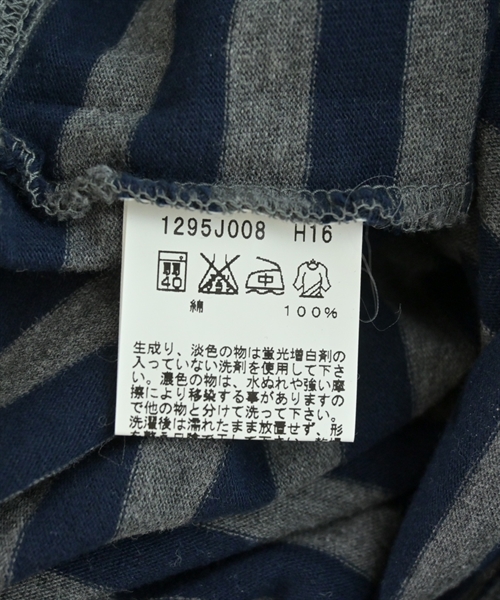 1295J008 H16
40
綿 100%
生成り、淡色の物は蛍光増白剤の
入っていない洗剤を使用して下さ
い。濃色の物は、水ぬれや強い摩
擦により移染する事がありますの
で他の物と分けて洗って下さい。
洗濯後は濡れたまま放置せず、形